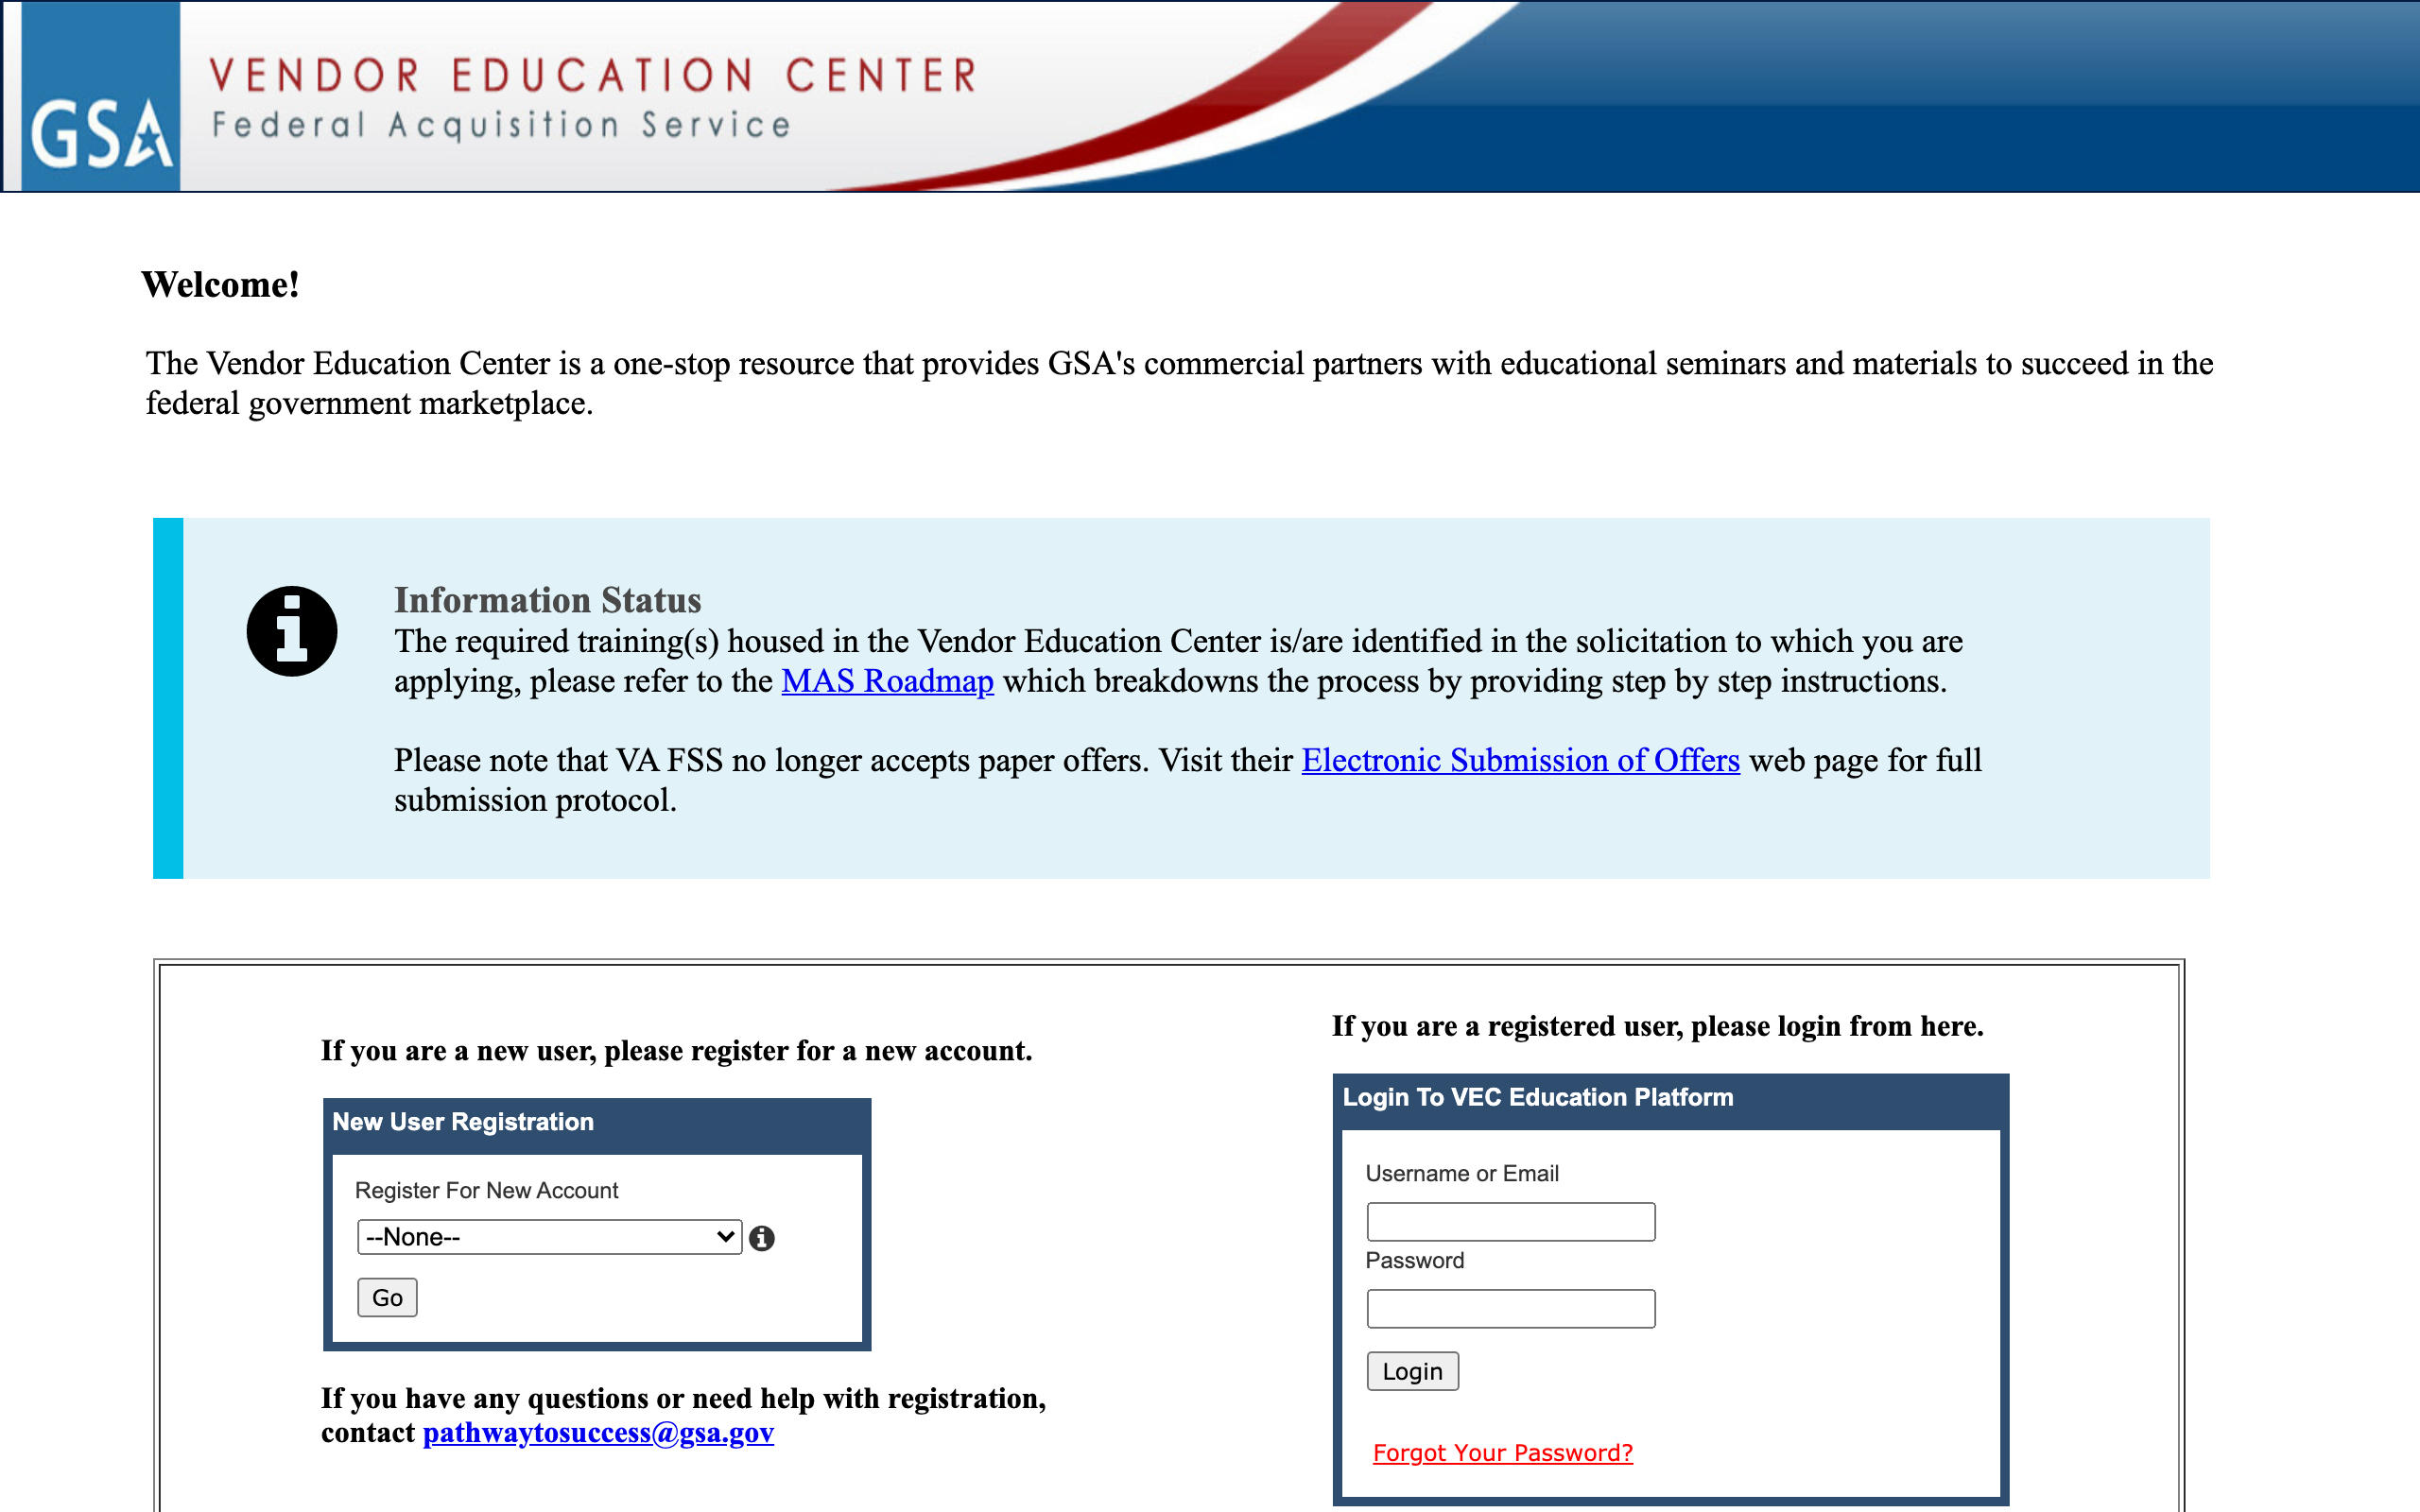 GSA
VENDOR EDUCATION CENTER
Federal Acquisition Service
Welcome!
The Vendor Education Center is a one-stop resource that provides GSA's commercial partners with educational seminars and materials to succeed in the
federal government marketplace.
Information Status
The required training(s) housed in the Vendor Education Center is/are identified in the solicitation to which you are
applying, please refer to the MAS Roadmap which breakdowns the process by providing step by step instructions.
Please note that VA FSS no longer accepts paper offers. Visit their Electronic Submission of Offers web page for full
submission protocol.
If you are a new user, please register for a new account.
New User Registration
Register For New Account
--None--
Go
If you have any questions or need help with registration,
contact pathwaytosuccess@gsa.gov
If you are a registered user, please login from here.
Login To VEC Education Platform
Username or Email
Password
Login
Forgot Your Password?